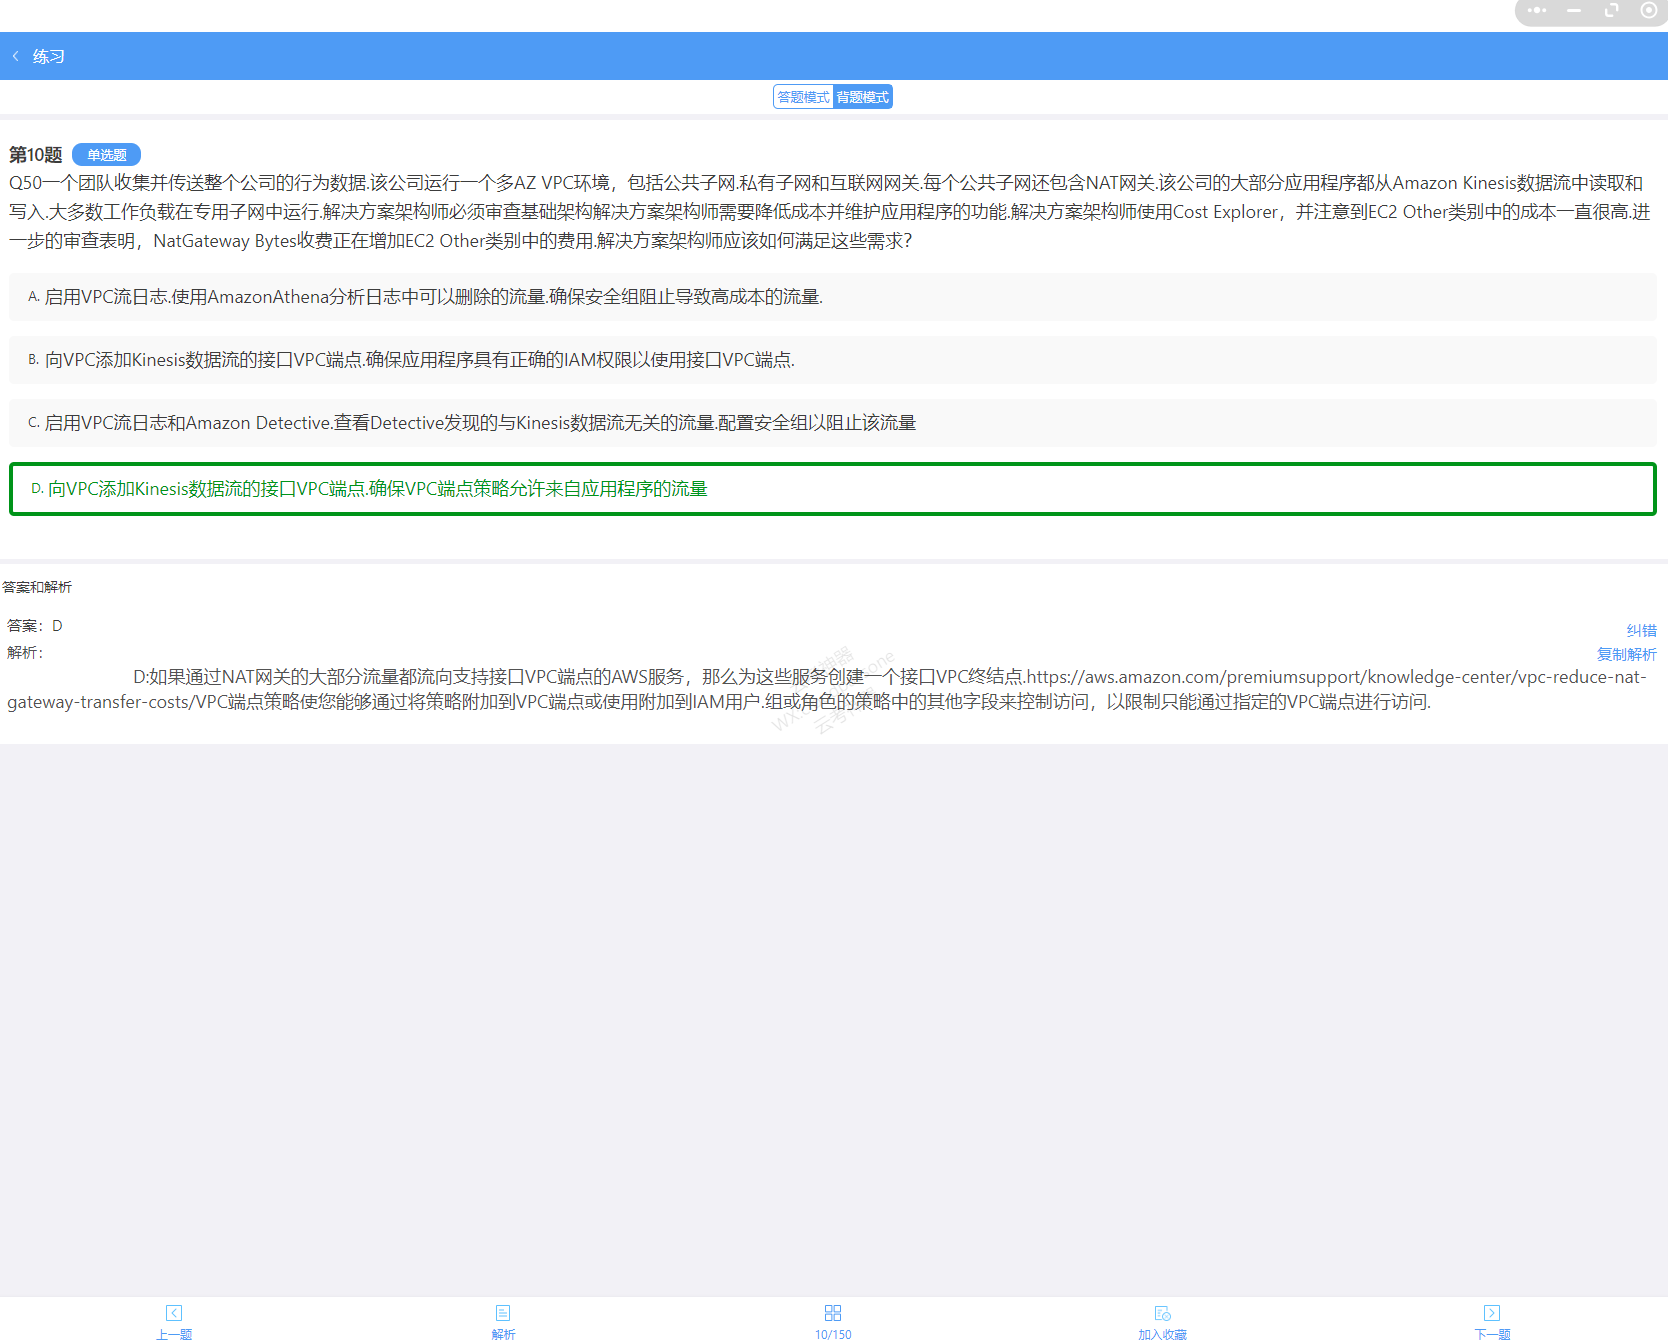 练习
答题模式 背题模式
第10题 单选题
Q50一个团队收集并传送整个公司的行为数据.该公司运行一个多AZ VPC环境，包括公共子网.私有子网和互联网网关.每个公共子网还包含NAT网关.该公司的大部分应用程序都从Amazon Kinesis数据流中读取和
写入.大多数工作负载在专用子网中运行.解决方案架构师必须审查基础架构解决方案架构师需要降低成本并维护应用程序的功能.解决方案架构师使用Cost Explorer，并注意到EC2 Other类别中的成本一直很高.进
一步的审查表明，NatGateway Bytes收费正在增加EC2 Other类别中的费用.解决方案架构师应该如何满足这些需求？
A. 启用VPC流日志.使用AmazonAthena分析日志中可以删除的流量.确保安全组阻止导致高成本的流量.
B. 向VPC添加Kinesis数据流的接口VPC端点.确保应用程序具有正确的IAM权限以使用接口VPC端点.
C. 启用VPC流日志和Amazon Detective.查看Detective发现的与Kinesis数据流无关的流量.配置安全组以阻止该流量
D. 向VPC添加Kinesis数据流的接口VPC端点.确保VPC端点策略允许来自应用程序的流量
答案和解析
答案：D
纠错
解析：
复制解析
D:如果通过NAT网关的大部分流量都流向支持接口VPC端点的AWS服务，那么为这些服务创建一个接口VPC终结点.https://aws.amazon.com/premiumsupport/knowledge-center/vpc-reduce-nat-
gateway-transfer-costs/VPC端点策略使您能够通过将策略附加到VPC端点或使用附加到IAM用户.组或角色的策略中的其他字段来控制访问，以限制只能通过指定的VPC端点进行访问.
上一题 解析 10/150 加入收藏 下一题